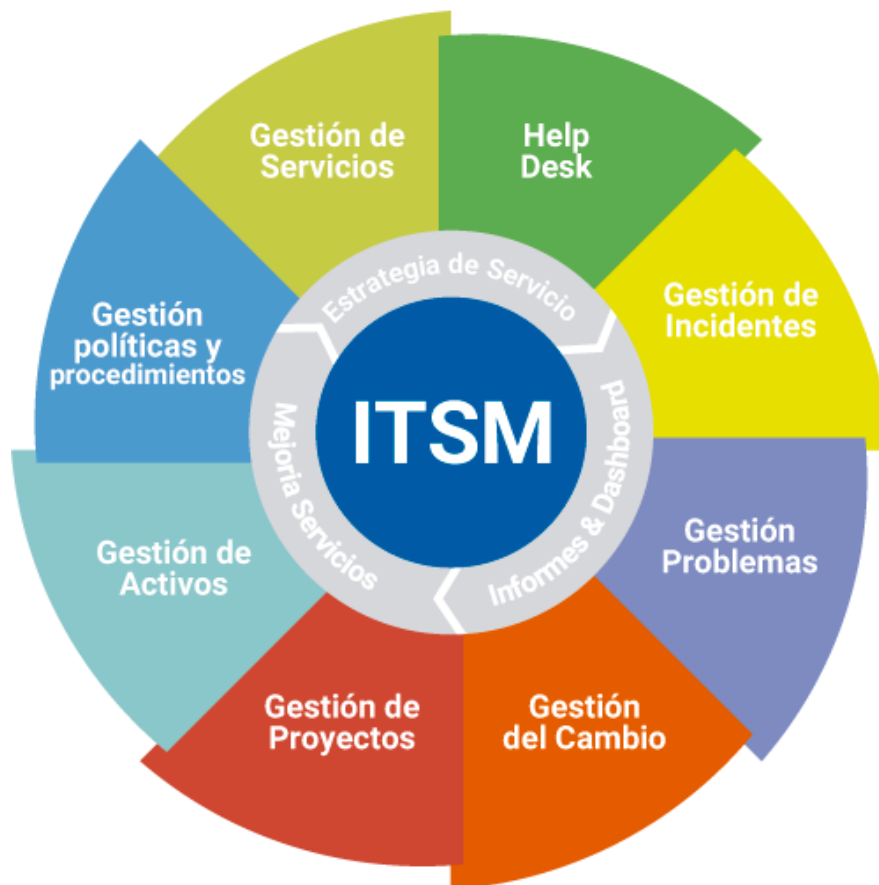 Gestión de
Servicios
Help
Desk
Gestión de
Incidentes
Gestión
Problemas
Gestión
del Cambio
Gestión de
Proyectos
Gestión de
Activos
Gestión
políticas y
procedimientos
Estrategia de Servicio
Informes & Dashboard
Mejoria Servicios
ITSM